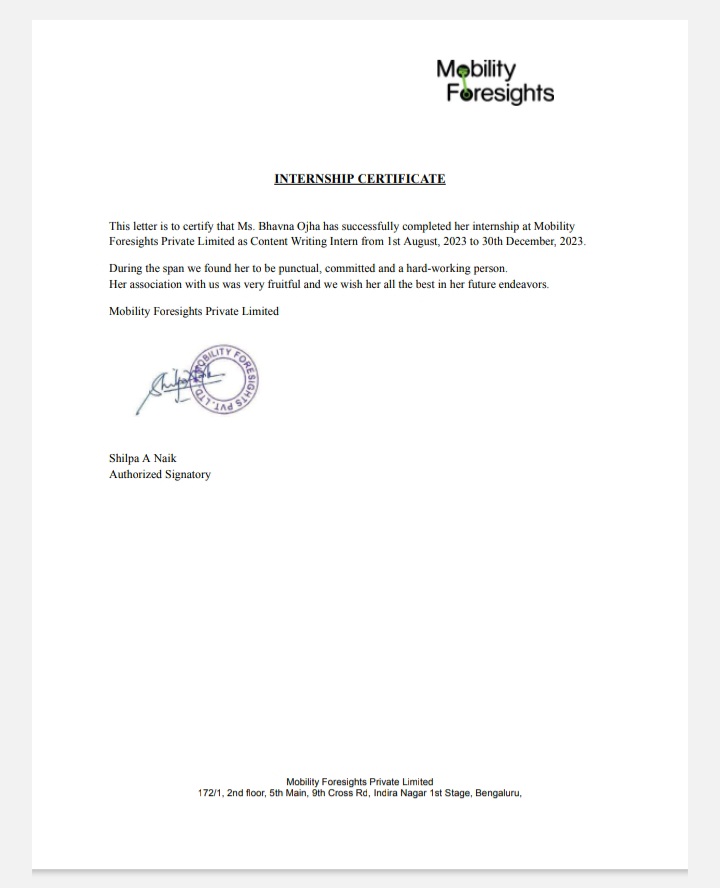 Mobility
Foresights
INTERNSHIP CERTIFICATE
This letter is to certify that Ms. Bhavna Ojha has successfully completed her internship at Mobility
Foresights Private Limited as Content Writing Intern from 1st August, 2023 to 30th December, 2023.
During the span we found her to be punctual, committed and a hard-working person.
Her association with us was very fruitful and we wish her all the best in her future endeavors.
Mobility Foresights Private Limited
MOBILITY FORESIGHTS PVT. LTD.
Shilpa A Naik
Authorized Signatory
Mobility Foresights Private Limited
172/1, 2nd floor, 5th Main, 9th Cross Rd, Indira Nagar 1st Stage, Bengaluru,